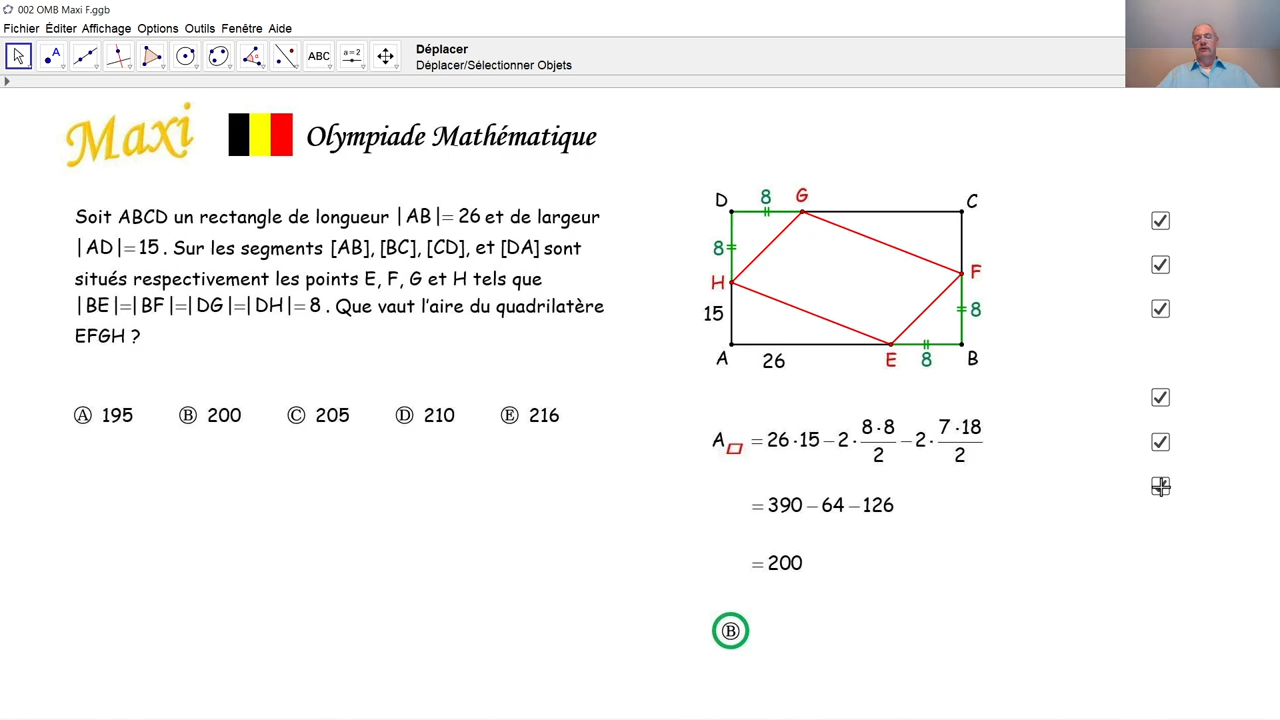 002 OMB Maxi F.ggb
Fichier Éditer Affichage Options Outils Fenêtre Aide
A ABC a=2 Déplacer
Déplacer/Sélectionner Objets
Maxi Olympiade Mathématique
Soit ABCD un rectangle de longueur |AB|= 26 et de largeur
|AD|= 15 . Sur les segments [AB], [BC], [CD], et [DA] sont
situés respectivement les points E, F, G et H tels que
|BE|=|BF|=|DG|=|DH|= 8 . Que vaut l'aire du quadrilatère
EFGH ?
Ⓐ 195 Ⓑ 200 Ⓒ 205 Ⓓ 210 Ⓔ 216
D 8 G C
8
H F
15 8
A 26 E 8 B
A▱ = 26·15 − 2·(8·8)/2 − 2·(7·18)/2
= 390 − 64 − 126
= 200
Ⓑ